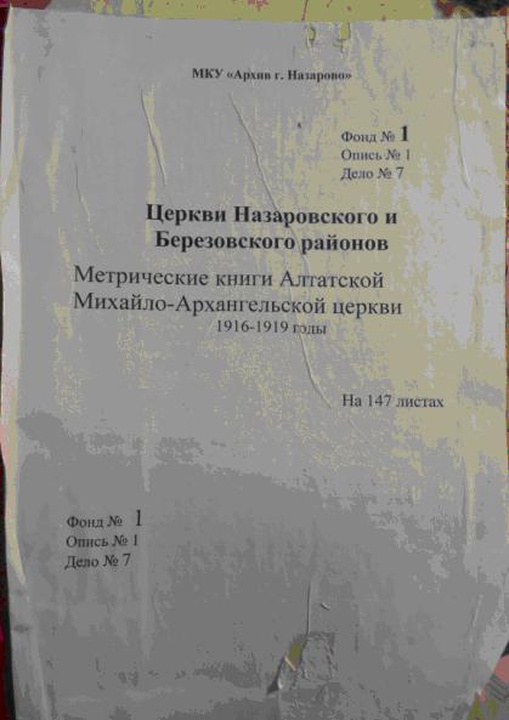 МКУ «Архив г. Назарово»
Фонд № 1
Опись № 1
Дело № 7
Церкви Назаровского и
Березовского районов
Метрические книги Алтатской
Михайло-Архангельской церкви
1916-1919 годы
На 147 листах
Фонд № 1
Опись № 1
Дело № 7